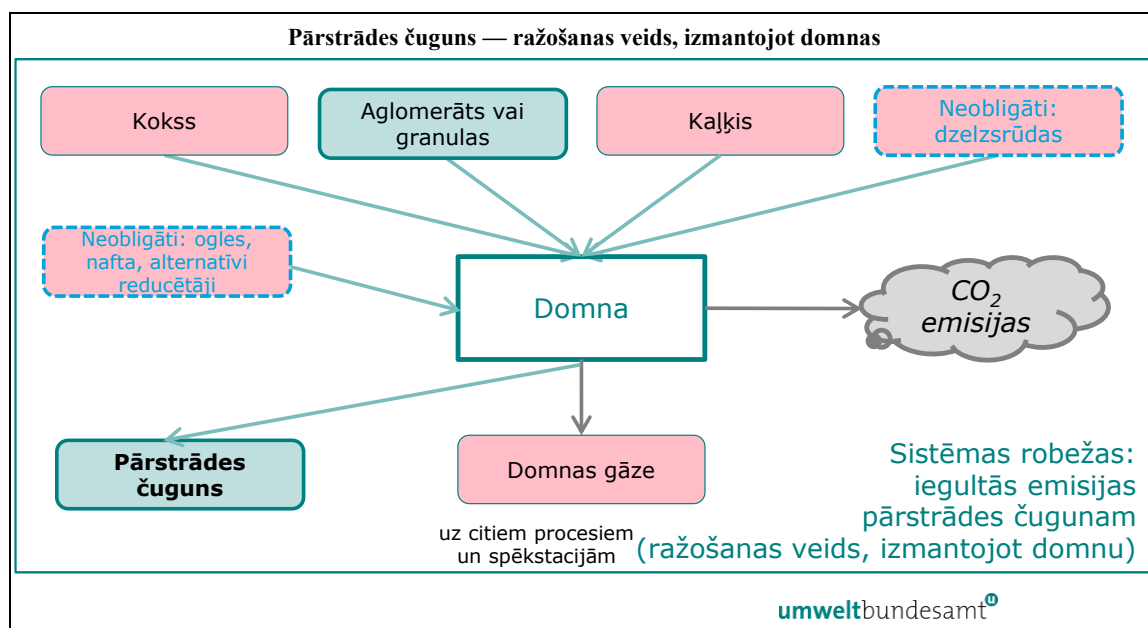 Pārstrādes čuguns — ražošanas veids, izmantojot domnas
Kokss
Aglomerāts vai
granulas
Kaļķis
Neobligāti:
dzelzsrūdas
Neobligāti: ogles,
nafta, alternatīvi
reducētāji
Domna
CO2
emisijas
Pārstrādes
čuguns
Domnas gāze
uz citiem procesiem
un spēkstacijām
Sistēmas robežas:
iegultās emisijas
pārstrādes čugunam
(ražošanas veids, izmantojot domnu)
umweltbundesamt u